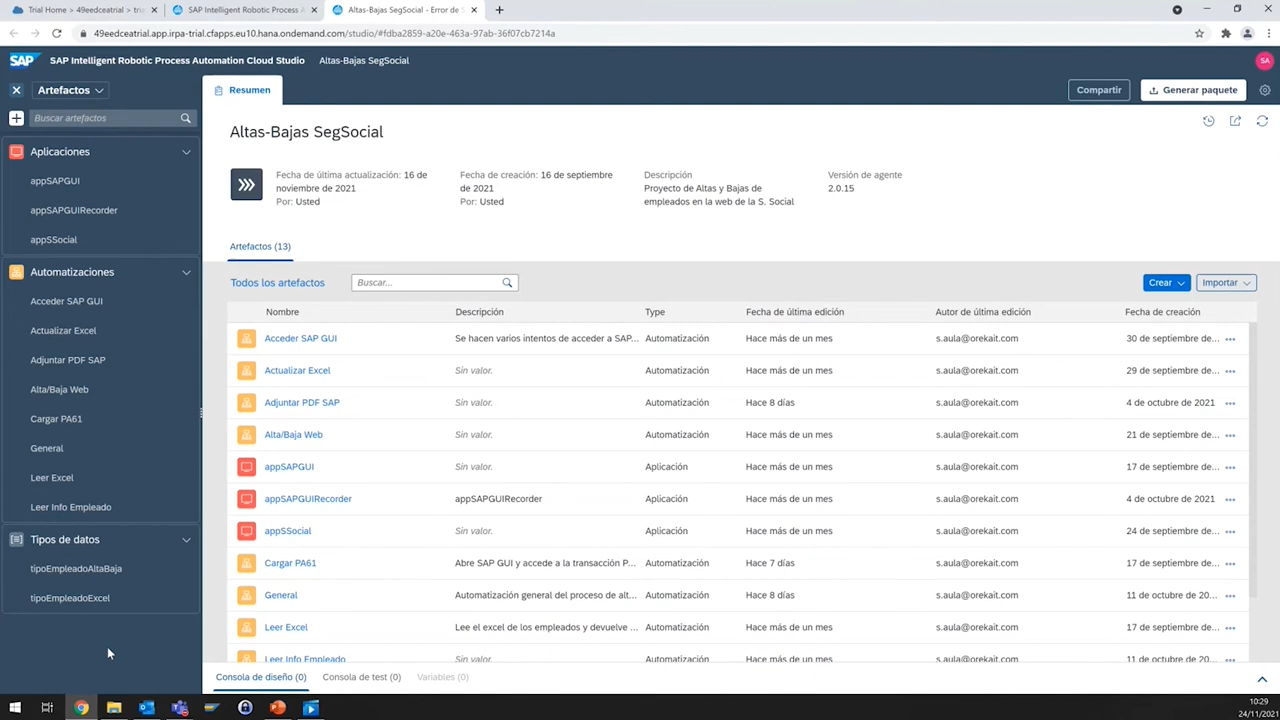 Trial Home > 49eedceatrial > tria
SAP Intelligent Robotic Process A
Altas-Bajas SegSocial - Error de S
49eedceatrial.app.irpa-trial.cfapps.eu10.hana.ondemand.com/studio/#fdba2859-a20e-463a-97ab-36f07cb7214a
SAP
SAP Intelligent Robotic Process Automation Cloud Studio
Altas-Bajas SegSocial
SA
Artefactos
Resumen
Compartir
Generar paquete
Buscar artefactos
Aplicaciones
appSAPGUI
appSAPGUIRecorder
appSSocial
Automatizaciones
Acceder SAP GUI
Actualizar Excel
Adjuntar PDF SAP
Alta/Baja Web
Cargar PA61
General
Leer Excel
Leer Info Empleado
Tipos de datos
tipoEmpleadoAltaBaja
tipoEmpleadoExcel
Altas-Bajas SegSocial
Fecha de última actualización: 16 de
noviembre de 2021
Por: Usted
Fecha de creación: 16 de septiembre
de 2021
Por: Usted
Descripción
Proyecto de Altas y Bajas de
empleados en la web de la S. Social
Versión de agente
2.0.15
Artefactos (13)
Todos los artefactos
Buscar...
Crear
Importar
Nombre Descripción Type Fecha de última edición Autor de última edición Fecha de creación
Acceder SAP GUI Se hacen varios intentos de acceder a SAP... Automatización Hace más de un mes s.aula@orekait.com 30 de septiembre de...
Actualizar Excel Sin valor. Automatización Hace más de un mes s.aula@orekait.com 29 de septiembre de...
Adjuntar PDF SAP Sin valor. Automatización Hace 8 días s.aula@orekait.com 4 de octubre de 2021
Alta/Baja Web Sin valor. Automatización Hace más de un mes s.aula@orekait.com 21 de septiembre de...
appSAPGUI Sin valor. Aplicación Hace más de un mes s.aula@orekait.com 17 de septiembre de...
appSAPGUIRecorder appSAPGUIRecorder Aplicación Hace más de un mes s.aula@orekait.com 4 de octubre de 2021
appSSocial Sin valor. Aplicación Hace más de un mes s.aula@orekait.com 24 de septiembre de...
Cargar PA61 Abre SAP GUI y accede a la transacción P... Automatización Hace 7 días s.aula@orekait.com 17 de septiembre de...
General Automatización general del proceso de alt... Automatización Hace 8 días s.aula@orekait.com 11 de octubre de 20...
Leer Excel Lee el excel de los empleados y devuelve ... Automatización Hace más de un mes s.aula@orekait.com 17 de septiembre de...
Leer Info Empleado Sin valor. Automatización Hace más de un mes s.aula@orekait.com 11 de octubre de 20...
Consola de diseño (0)
Consola de test (0)
Variables (0)
10:29
24/11/2021